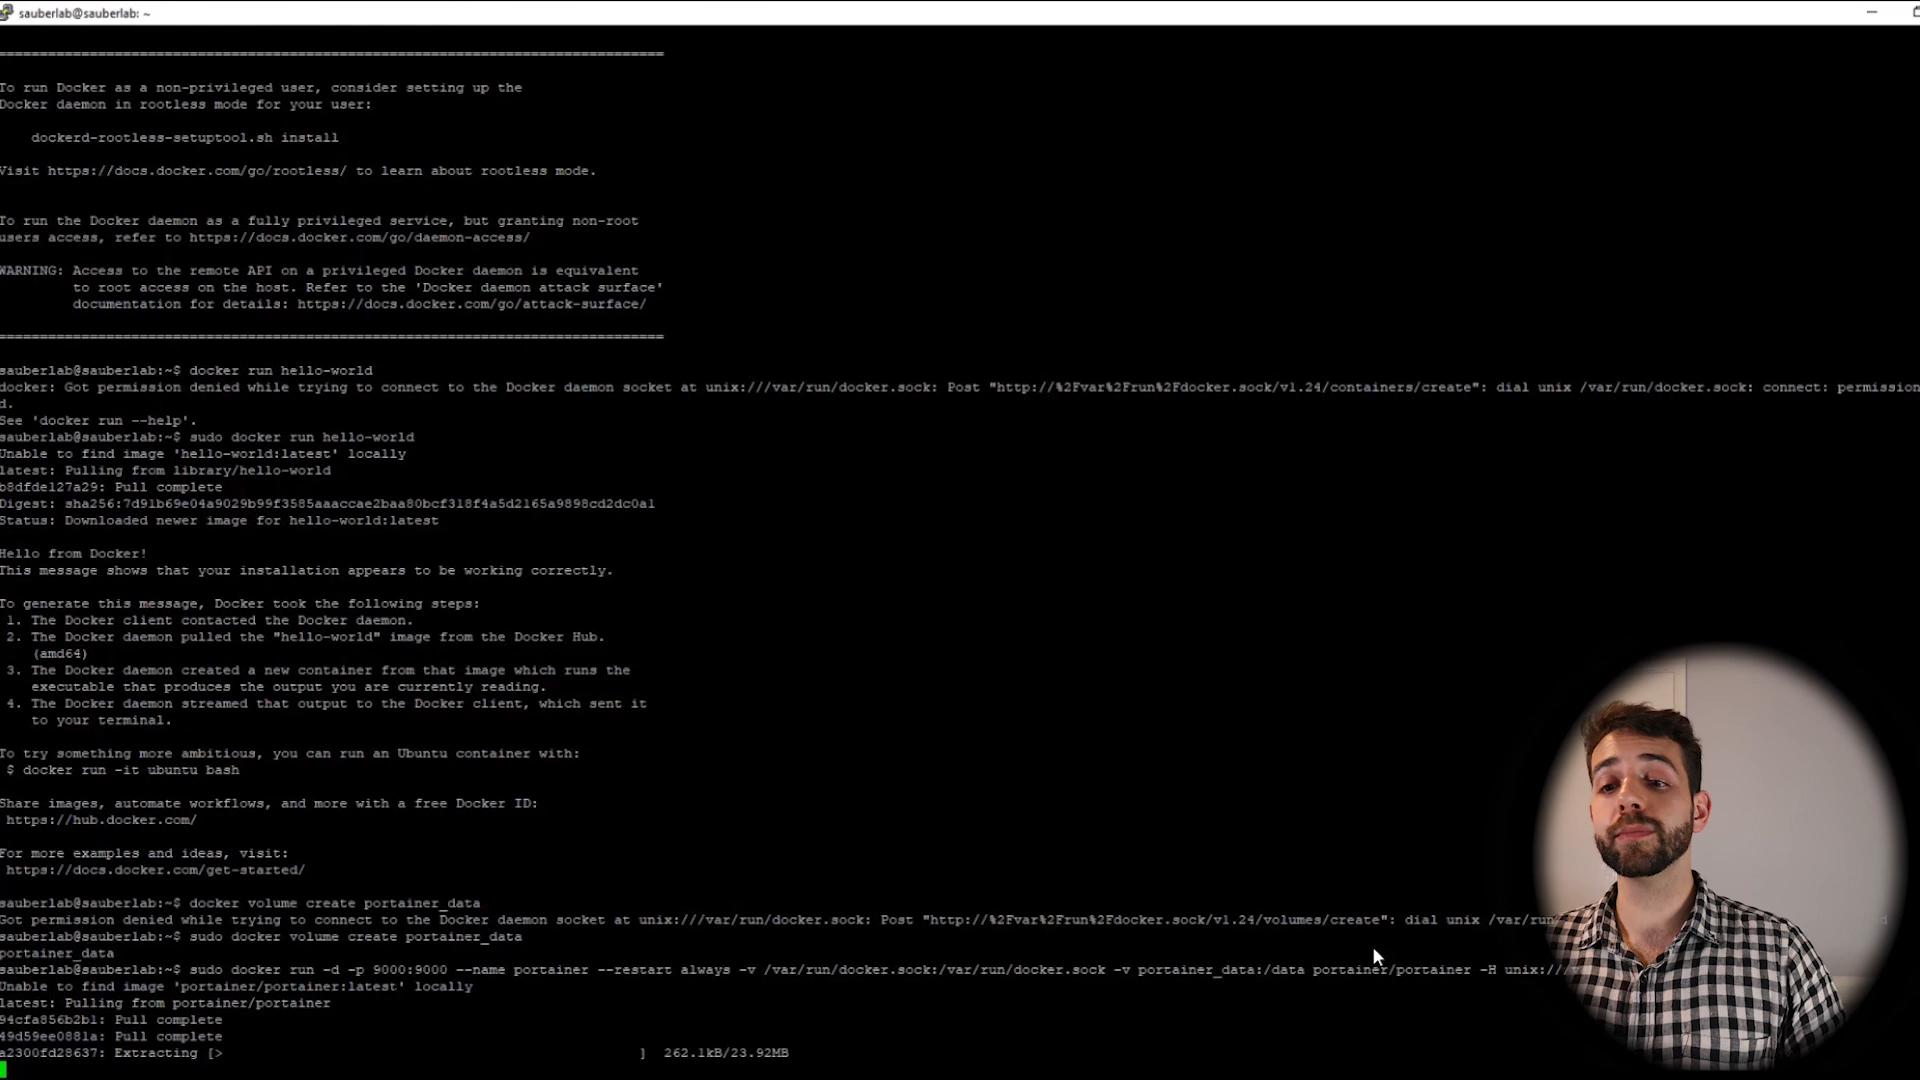 sauberlab@sauberlab: ~
================================================================================
To run Docker as a non-privileged user, consider setting up the
Docker daemon in rootless mode for your user:
dockerd-rootless-setuptool.sh install
Visit https://docs.docker.com/go/rootless/ to learn about rootless mode.
To run the Docker daemon as a fully privileged service, but granting non-root
users access, refer to https://docs.docker.com/go/daemon-access/
WARNING: Access to the remote API on a privileged Docker daemon is equivalent
to root access on the host. Refer to the 'Docker daemon attack surface'
documentation for details: https://docs.docker.com/go/attack-surface/
================================================================================
sauberlab@sauberlab:~$ docker run hello-world
docker: Got permission denied while trying to connect to the Docker daemon socket at unix:///var/run/docker.sock: Post "http://%2Fvar%2Frun%2Fdocker.sock/v1.24/containers/create": dial unix /var/run/docker.sock: connect: permission
d.
See 'docker run --help'.
sauberlab@sauberlab:~$ sudo docker run hello-world
Unable to find image 'hello-world:latest' locally
latest: Pulling from library/hello-world
b8dfde127a29: Pull complete
Digest: sha256:7d91b69e04a9029b99f3585aaaccae2baa80bcf318f4a5d2165a9898cd2dc0a1
Status: Downloaded newer image for hello-world:latest
Hello from Docker!
This message shows that your installation appears to be working correctly.
To generate this message, Docker took the following steps:
1. The Docker client contacted the Docker daemon.
2. The Docker daemon pulled the "hello-world" image from the Docker Hub.
(amd64)
3. The Docker daemon created a new container from that image which runs the
executable that produces the output you are currently reading.
4. The Docker daemon streamed that output to the Docker client, which sent it
to your terminal.
To try something more ambitious, you can run an Ubuntu container with:
$ docker run -it ubuntu bash
Share images, automate workflows, and more with a free Docker ID:
https://hub.docker.com/
For more examples and ideas, visit:
https://docs.docker.com/get-started/
sauberlab@sauberlab:~$ docker volume create portainer_data
Got permission denied while trying to connect to the Docker daemon socket at unix:///var/run/docker.sock: Post "http://%2Fvar%2Frun%2Fdocker.sock/v1.24/volumes/create": dial unix /var/run
sauberlab@sauberlab:~$ sudo docker volume create portainer_data
portainer_data
sauberlab@sauberlab:~$ sudo docker run -d -p 9000:9000 --name portainer --restart always -v /var/run/docker.sock:/var/run/docker.sock -v portainer_data:/data portainer/portainer -H unix:///v
Unable to find image 'portainer/portainer:latest' locally
latest: Pulling from portainer/portainer
94cfa856b2b1: Pull complete
49d59ee0881a: Pull complete
a2300fd28637: Extracting [> ] 262.1kB/23.92MB